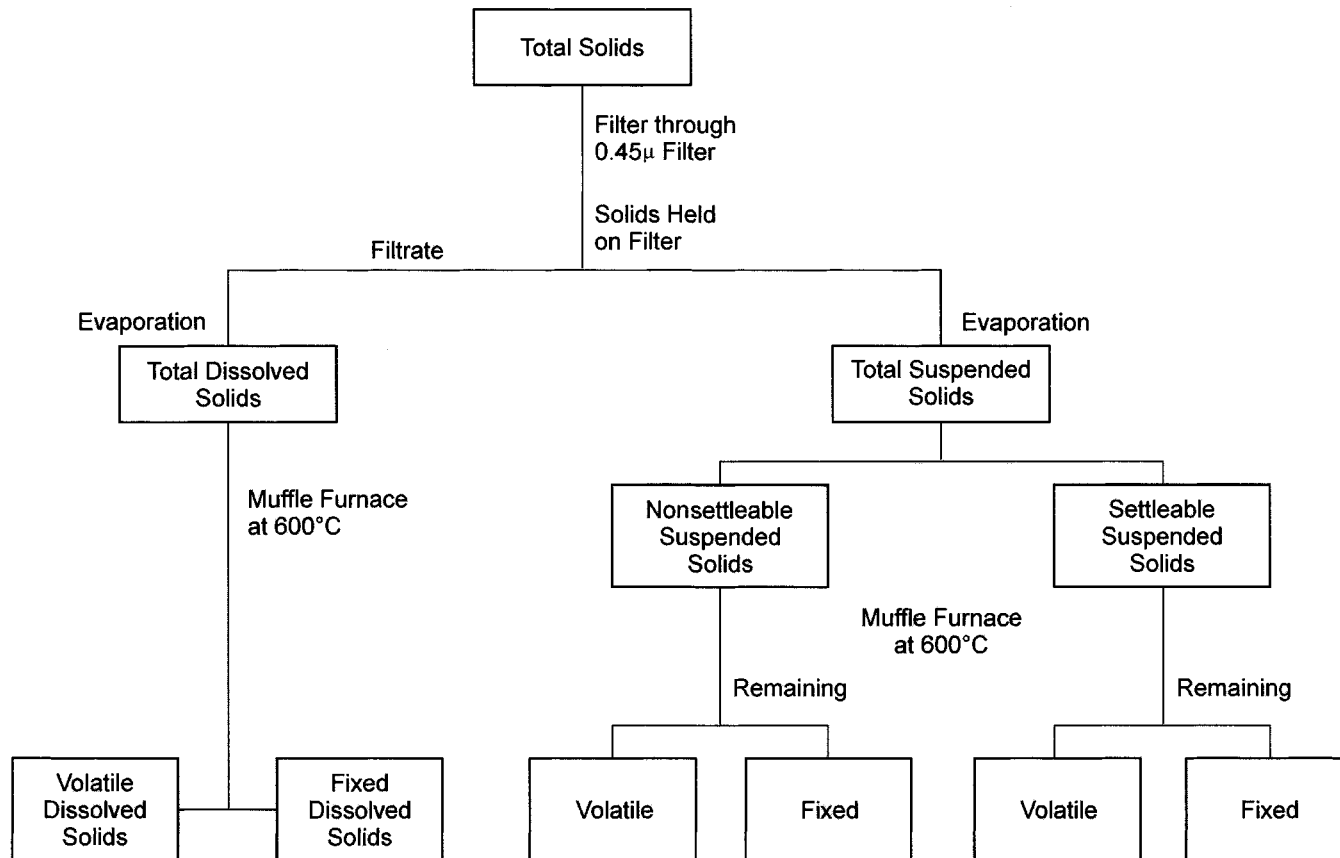 Total Solids
Filter through
0.45μ Filter
Solids Held
on Filter
Filtrate
Evaporation
Evaporation
Total Dissolved
Solids
Total Suspended
Solids
Muffle Furnace
at 600°C
Nonsettleable
Suspended
Solids
Settleable
Suspended
Solids
Muffle Furnace
at 600°C
Remaining
Remaining
Volatile
Dissolved
Solids
Fixed
Dissolved
Solids
Volatile
Fixed
Volatile
Fixed